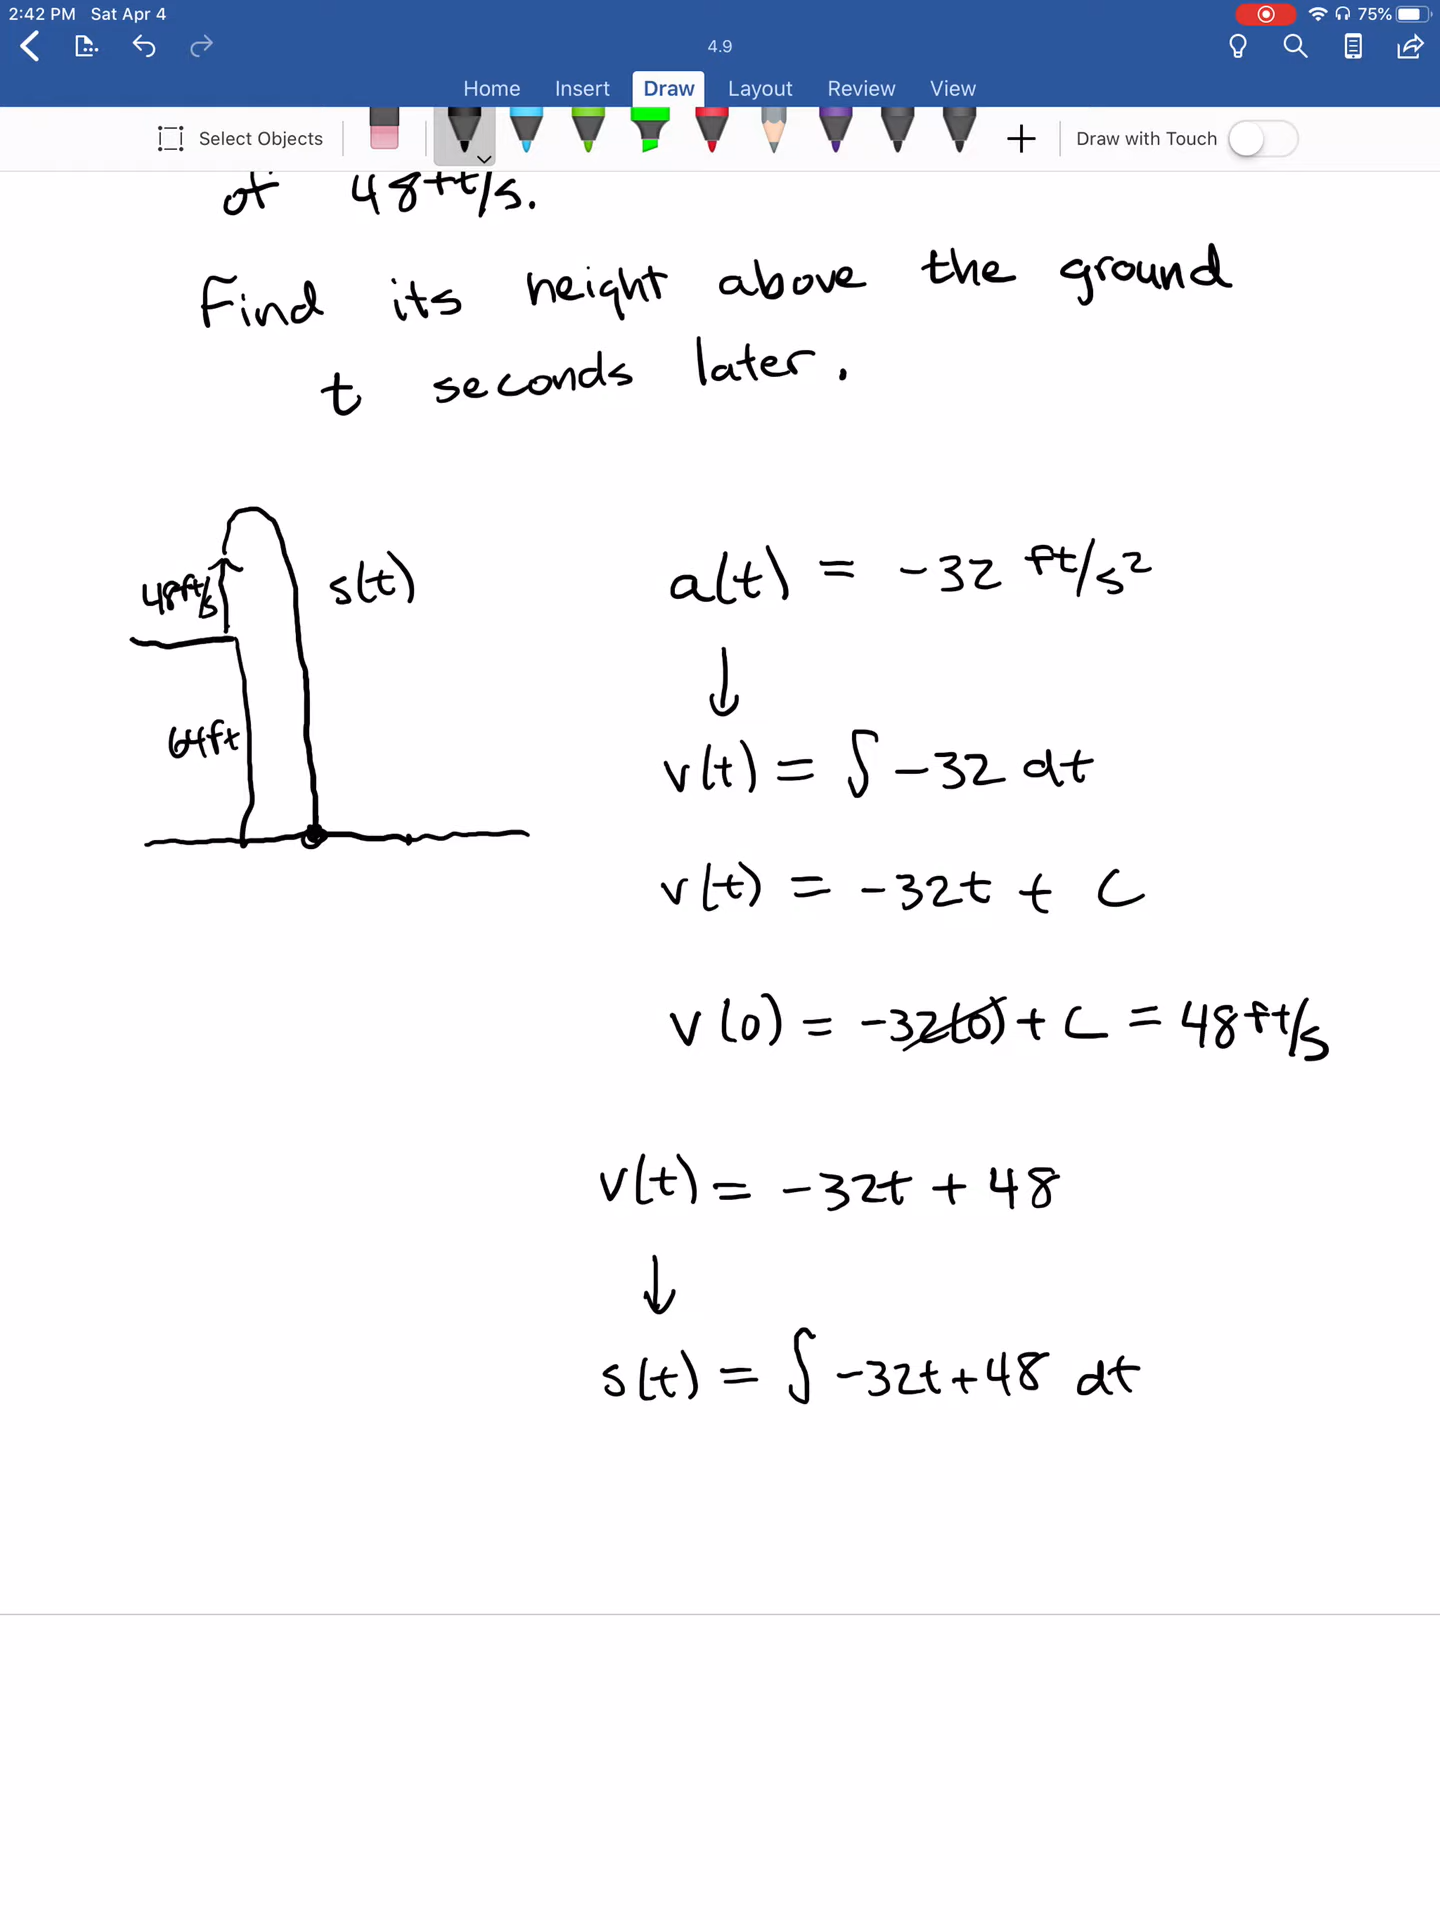 2:42 PM Sat Apr 4
75%
4.9
Home Insert Draw Layout Review View
Select Objects
Draw with Touch
of 48ft/s.
Find its height above the ground
t seconds later.
48ft/s
s(t)
64ft
a(t) = -32 ft/s²
v(t) = ∫ -32 dt
v(t) = -32t + C
v(0) = -32(0) + C = 48ft/s
v(t) = -32t + 48
s(t) = ∫ -32t+48 dt